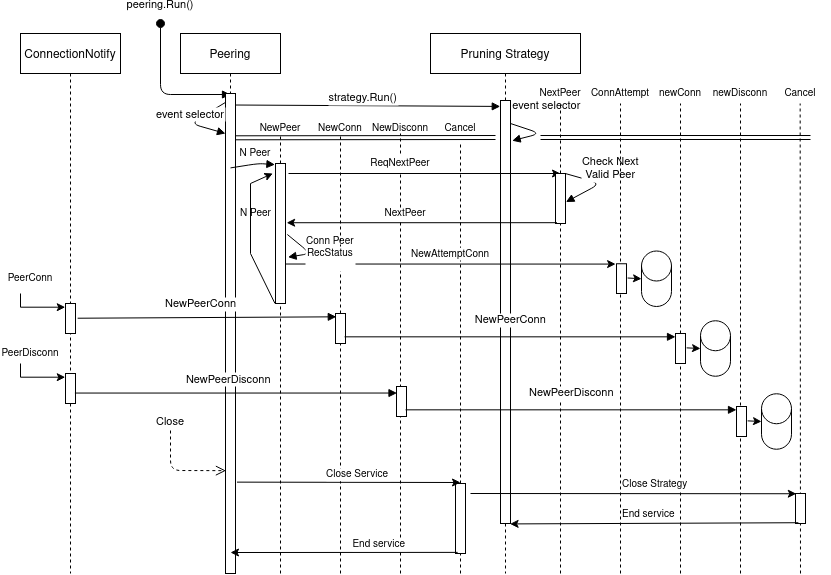 peering.Run()
ConnectionNotify
Peering
Pruning Strategy
strategy.Run()
NextPeer
ConnAttempt
newConn
newDisconn
Cancel
event selector
event selector
NewPeer
NewConn
NewDisconn
Cancel
N Peer
ReqNextPeer
Check Next
Valid Peer
N Peer
NextPeer
Conn Peer
RecStatus
NewAttemptConn
PeerConn
NewPeerConn
NewPeerConn
PeerDisconn
NewPeerDisconn
NewPeerDisconn
Close
Close Service
Close Strategy
End service
End service